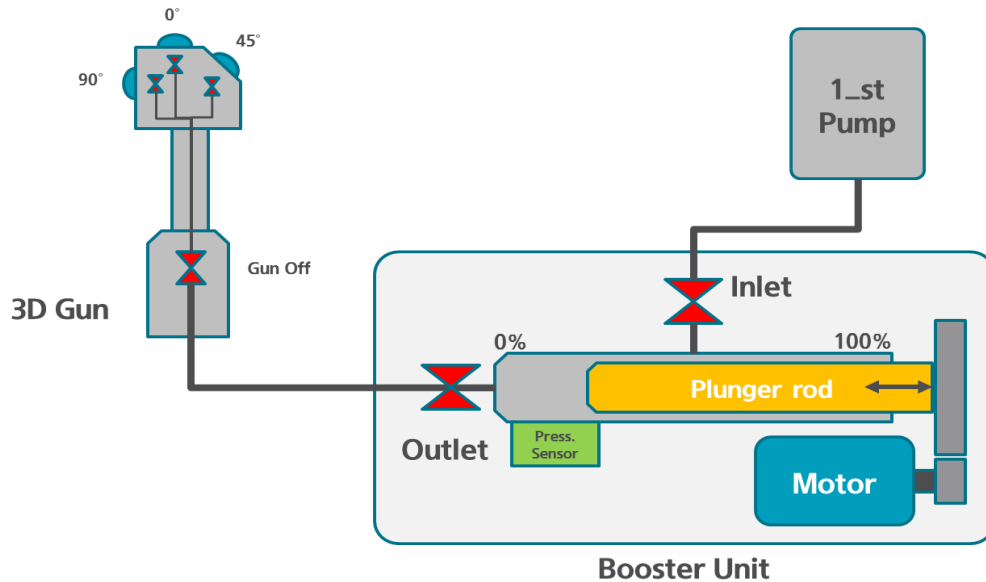 0°
45°
90°
1_st
Pump
Gun Off
3D Gun
Inlet
0%
100%
Plunger rod
Outlet
Press.
Sensor
Motor
Booster Unit